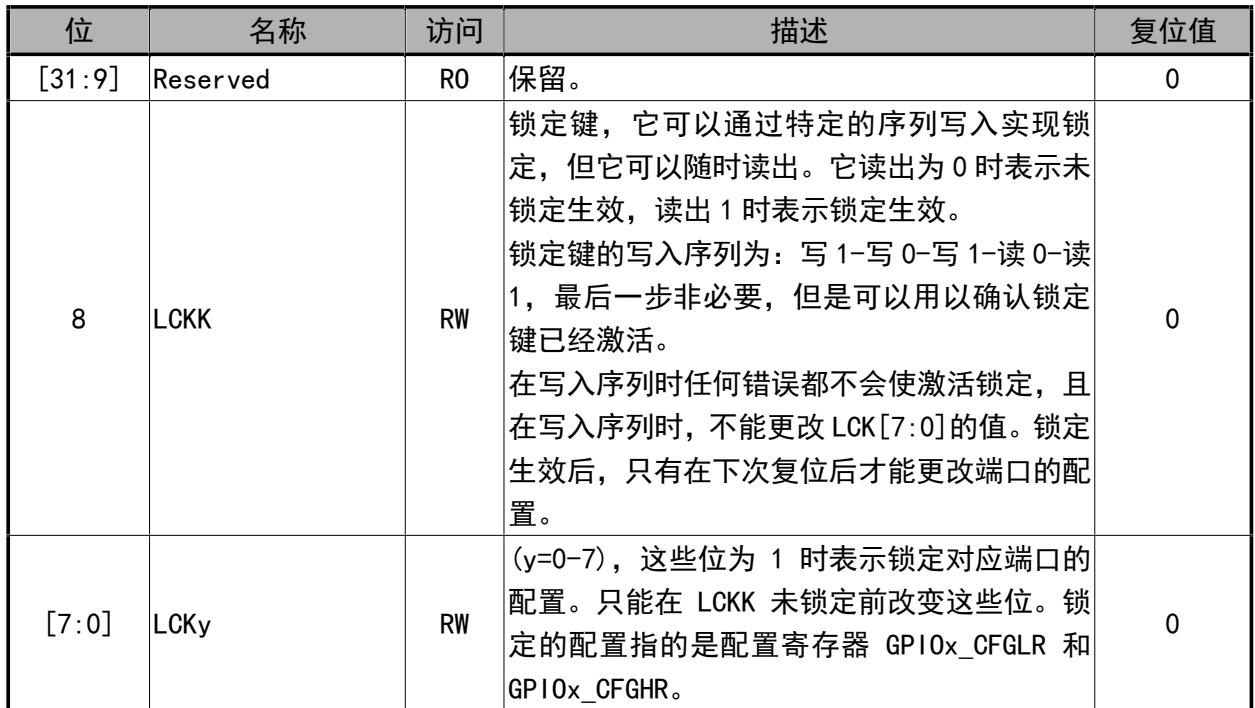 位 名称 访问 描述 复位值
[31:9] Reserved RO 保留。 0
锁定键，它可以通过特定的序列写入实现锁
定，但它可以随时读出。它读出为 0 时表示未
锁定生效，读出 1 时表示锁定生效。
锁定键的写入序列为：写 1-写 0-写 1-读 0-读
8 LCKK RW 1，最后一步非必要，但是可以用以确认锁定 0
键已经激活。
在写入序列时任何错误都不会使激活锁定，且
在写入序列时，不能更改 LCK[7:0]的值。锁定
生效后，只有在下次复位后才能更改端口的配
置。
(y=0-7)，这些位为 1 时表示锁定对应端口的
[7:0] LCKy RW 配置。只能在 LCKK 未锁定前改变这些位。锁 0
定的配置指的是配置寄存器 GPIOx_CFGLR 和
GPIOx_CFGHR。